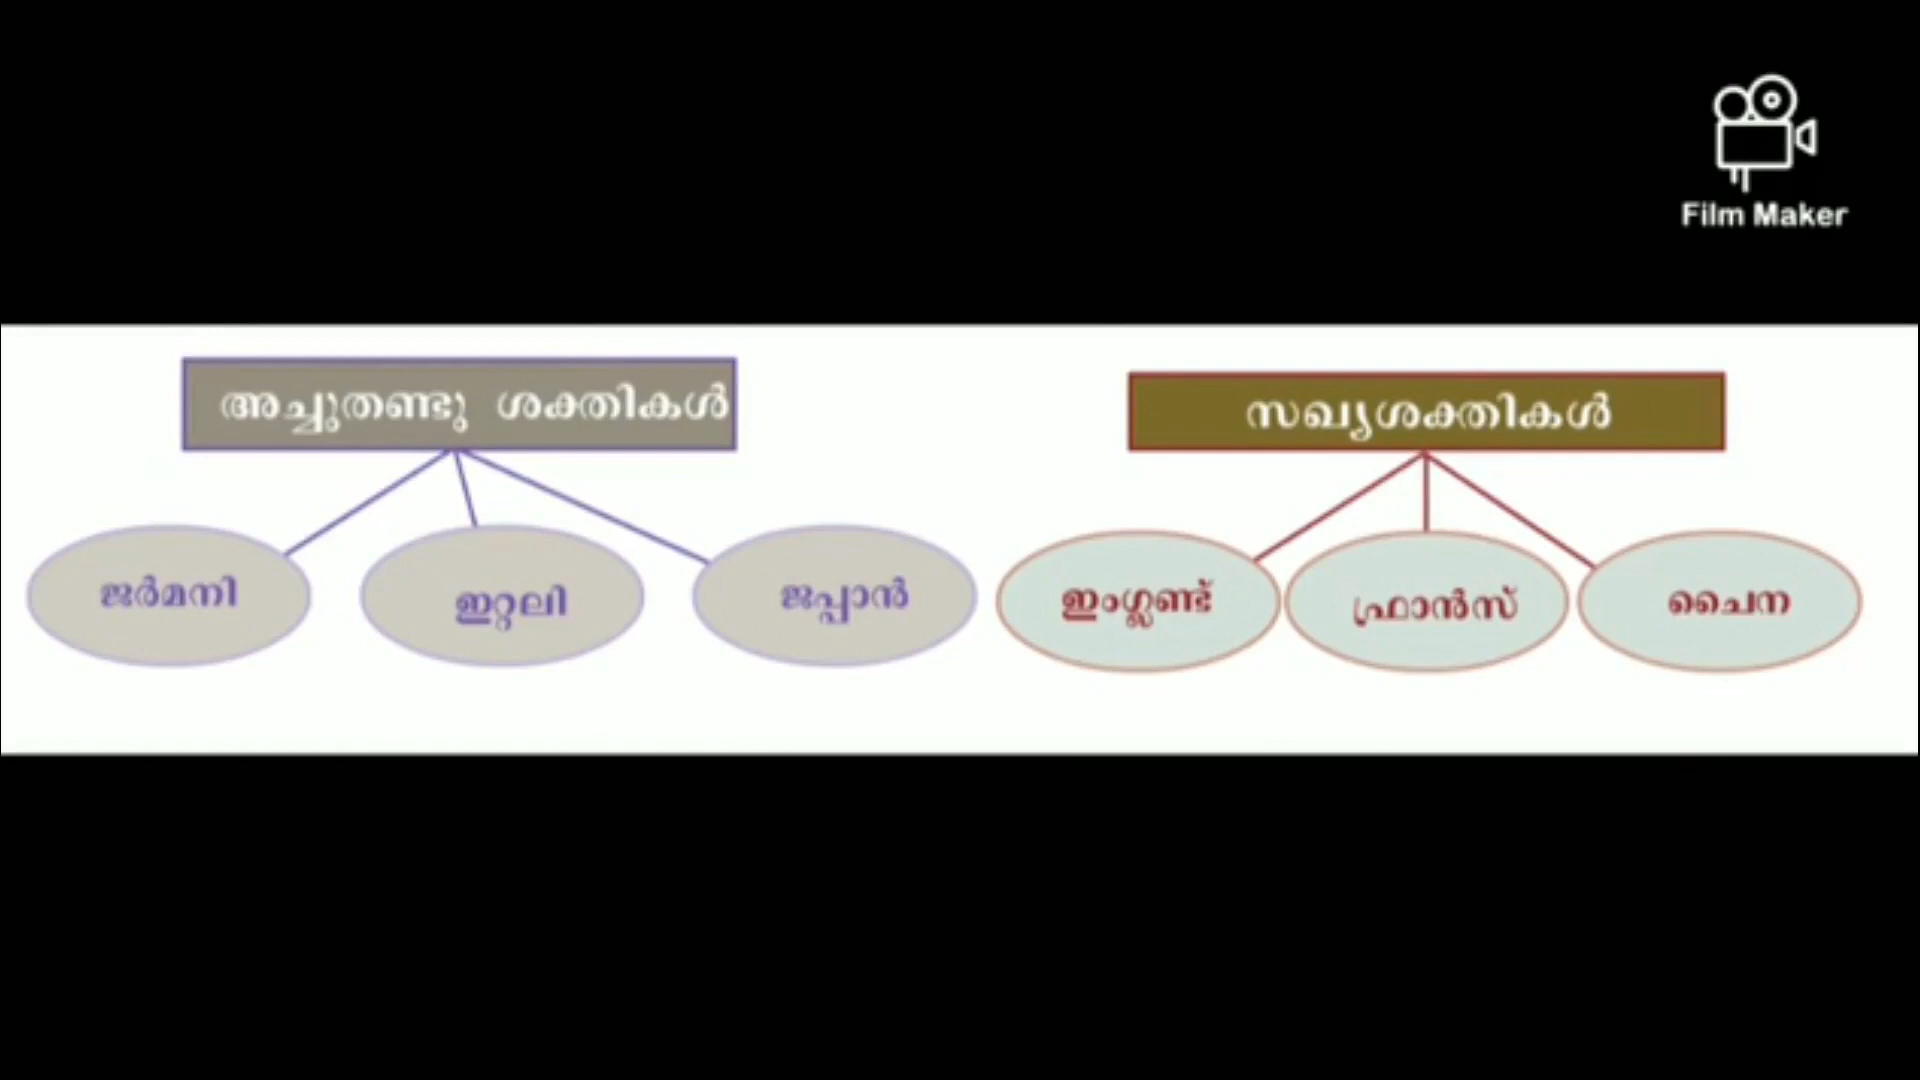 Film Maker
അച്ചുതണ്ടു ശക്തികൾ
ജർമനി
ഇറ്റലി
ജപ്പാൻ
സഖ്യശക്തികൾ
ഇംഗ്ലണ്ട്
ഫ്രാൻസ്
ചൈന